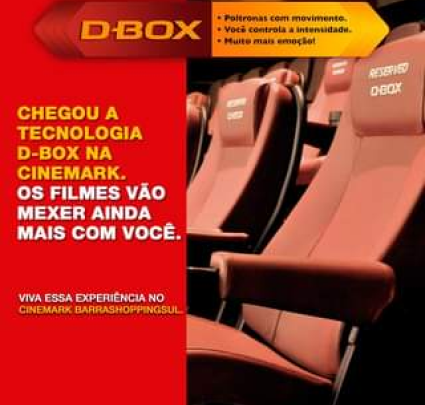 D-BOX
• Poltronas com movimento.
• Você controla a intensidade.
• Muito mais emoção!
CHEGOU A
TECNOLOGIA
D-BOX NA
CINEMARK.
OS FILMES VÃO
MEXER AINDA
MAIS COM VOCÊ.
VIVA ESSA EXPERIÊNCIA NO
CINEMARK BARRASHOPPINGSUL.
RESERVED
D-BOX
RESERVED
D-BOX